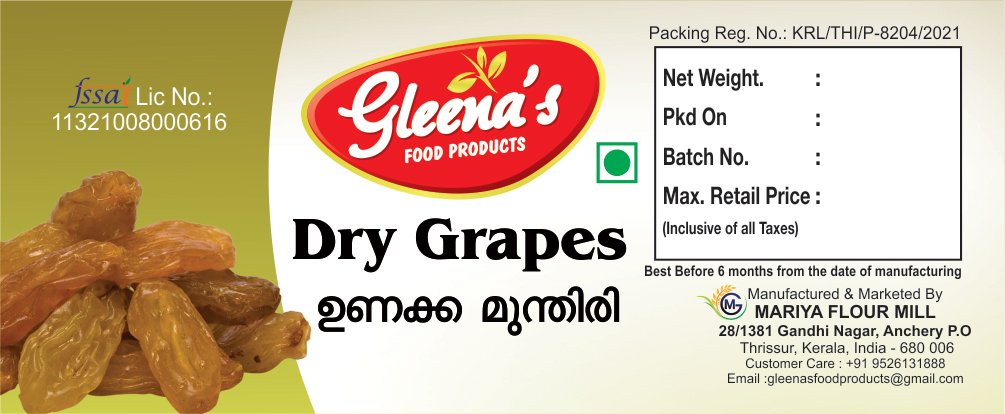 fssai Lic No.:
11321008000616
Gleena's
FOOD PRODUCTS
Dry Grapes
ഉണക്ക മുന്തിരി
Packing Reg. No.: KRL/THI/P-8204/2021
Net Weight. :
Pkd On :
Batch No. :
Max. Retail Price :
(Inclusive of all Taxes)
Best Before 6 months from the date of manufacturing
GM
Manufactured & Marketed By
MARIYA FLOUR MILL
28/1381 Gandhi Nagar, Anchery P.O
Thrissur, Kerala, India - 680 006
Customer Care : +91 9526131888
Email :gleenasfoodproducts@gmail.com